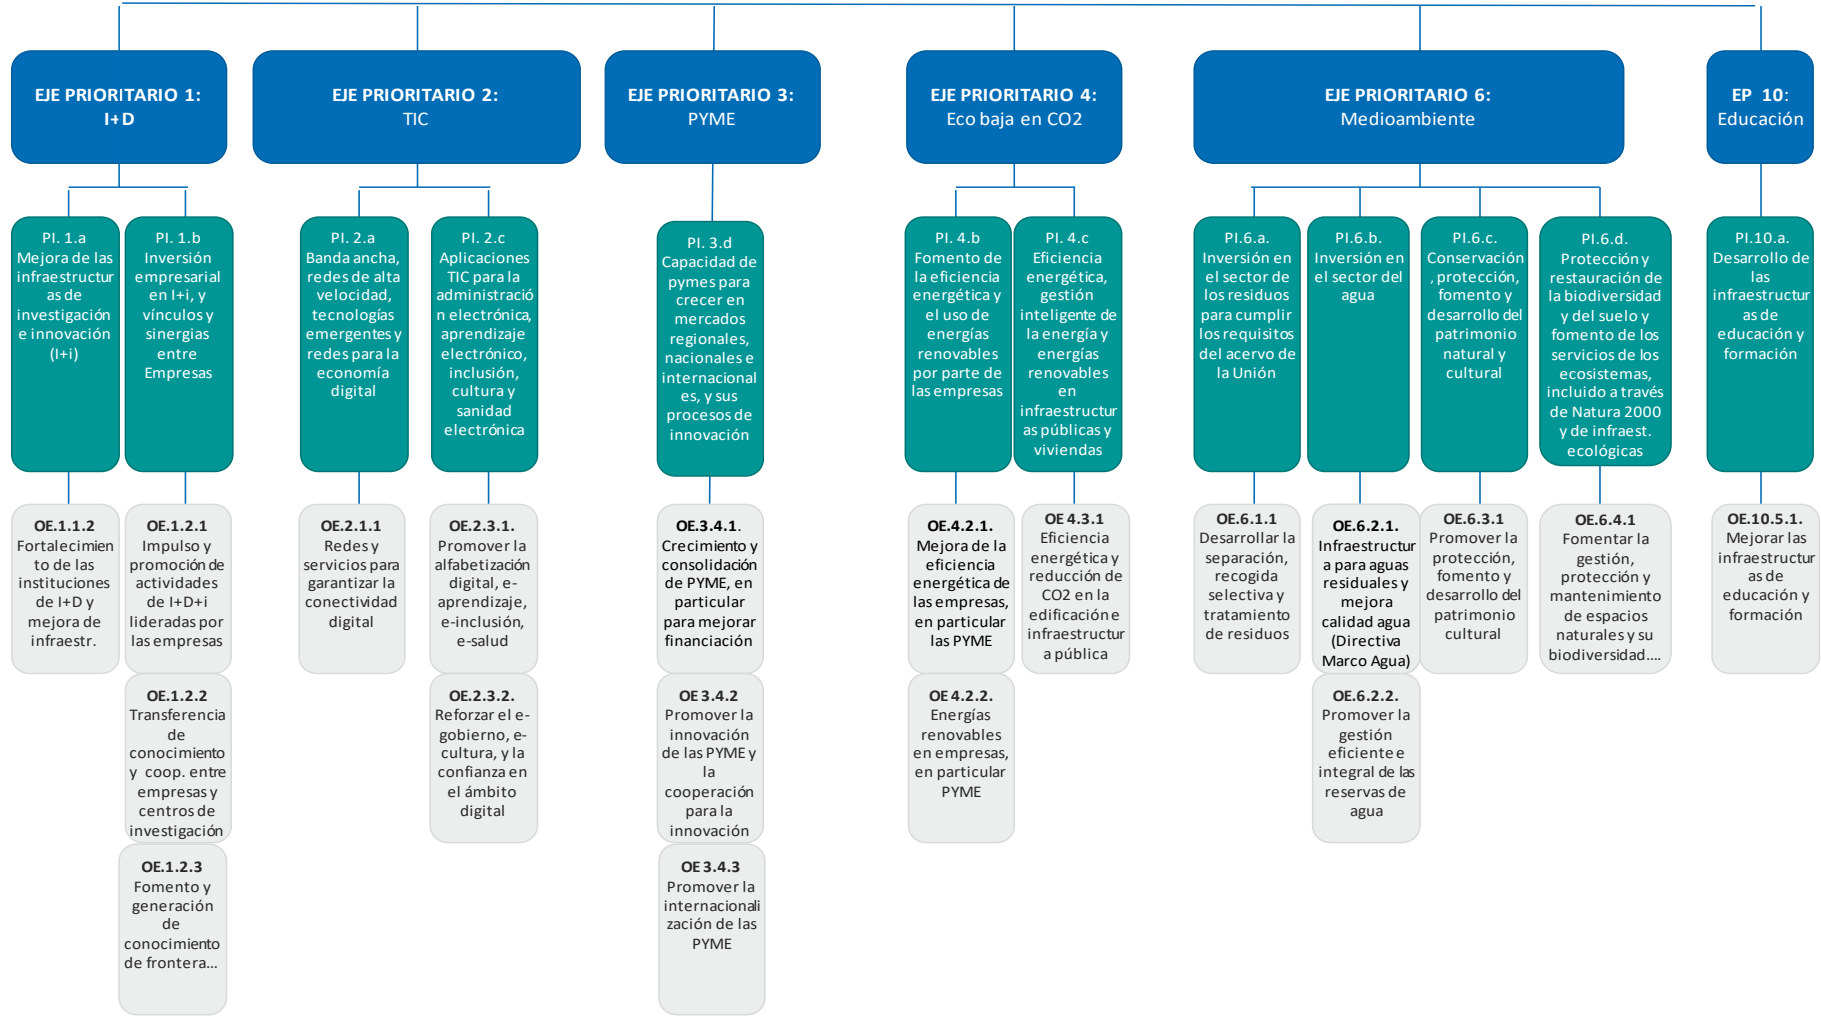 EJE PRIORITARIO 1:
I+D
EJE PRIORITARIO 2:
TIC
EJE PRIORITARIO 3:
PYME
EJE PRIORITARIO 4:
Eco baja en CO2
EJE PRIORITARIO 6:
Medioambiente
EP 10:
Educación
PI. 1.a
Mejora de las
infraestructur
as de
investigación
e innovación
(I+i)
PI. 1.b
Inversión
empresarial
en I+i, y
vínculos y
sinergias
entre
Empresas
PI. 2.a
Banda ancha,
redes de alta
velocidad,
tecnologías
emergentes y
redes para la
economía
digital
PI. 2.c
Aplicaciones
TIC para la
administració
n electrónica,
aprendizaje
electrónico,
inclusión,
cultura y
sanidad
electrónica
PI. 3.d
Capacidad de
pymes para
crecer en
mercados
regionales,
nacionales e
internacional
es, y sus
procesos de
innovación
PI. 4.b
Fomento de
la eficiencia
energética y
el uso de
energías
renovables
por parte de
las empresas
PI. 4.c
Eficiencia
energética,
gestión
inteligente de
la energía y
energías
renovables
en
infraestructur
as públicas y
viviendas
PI.6.a.
Inversión en
el sector de
los residuos
para cumplir
los requisitos
del acervo de
la Unión
PI.6.b.
Inversión en
el sector del
agua
PI.6.c.
Conservación
, protección,
fomento y
desarrollo del
patrimonio
natural y
cultural
PI.6.d.
Protección y
restauración de
la biodiversidad
y del suelo y
fomento de los
servicios de los
ecosistemas,
incluido a través
de Natura 2000
y de infraest.
ecológicas
PI.10.a.
Desarrollo de
las
infraestructur
as de
educación y
formación
OE.1.1.2
Fortalecimien
to de las
instituciones
de I+D y
mejora de
infraestr.
OE.1.2.1
Impulso y
promoción de
actividades
de I+D+i
lideradas por
las empresas
OE.1.2.2
Transferencia
de
conocimiento
y coop. entre
empresas y
centros de
investigación
OE.1.2.3
Fomento y
generación
de
conocimiento
de frontera...
OE.2.1.1
Redes y
servicios para
garantizar la
conectividad
digital
OE.2.3.1.
Promover la
alfabetización
digital, e-
aprendizaje,
e-inclusión,
e-salud
OE.2.3.2.
Reforzar el e-
gobierno, e-
cultura, y la
confianza en
el ámbito
digital
OE.3.4.1.
Crecimiento y
consolidación
de PYME, en
particular
para mejorar
financiación
OE 3.4.2
Promover la
innovación
de las PYME y
la
cooperación
para la
innovación
OE 3.4.3
Promover la
internacionali
zación de las
PYME
OE.4.2.1.
Mejora de la
eficiencia
energética de
las empresas,
en particular
las PYME
OE 4.2.2.
Energías
renovables
en empresas,
en particular
PYME
OE 4.3.1
Eficiencia
energética y
reducción de
CO2 en la
edificación e
infraestructur
a pública
OE.6.1.1
Desarrollar la
separación,
recogida
selectiva y
tratamiento
de residuos
OE.6.2.1.
Infraestructur
a para aguas
residuales y
mejora
calidad agua
(Directiva
Marco Agua)
OE.6.2.2.
Promover la
gestión
eficiente e
integral de las
reservas de
agua
OE.6.3.1
Promover la
protección,
fomento y
desarrollo del
patrimonio
cultural
OE.6.4.1
Fomentar la
gestión,
protección y
mantenimiento
de espacios
naturales y su
biodiversidad....
OE.10.5.1.
Mejorar las
infraestructur
as de
educación y
formación